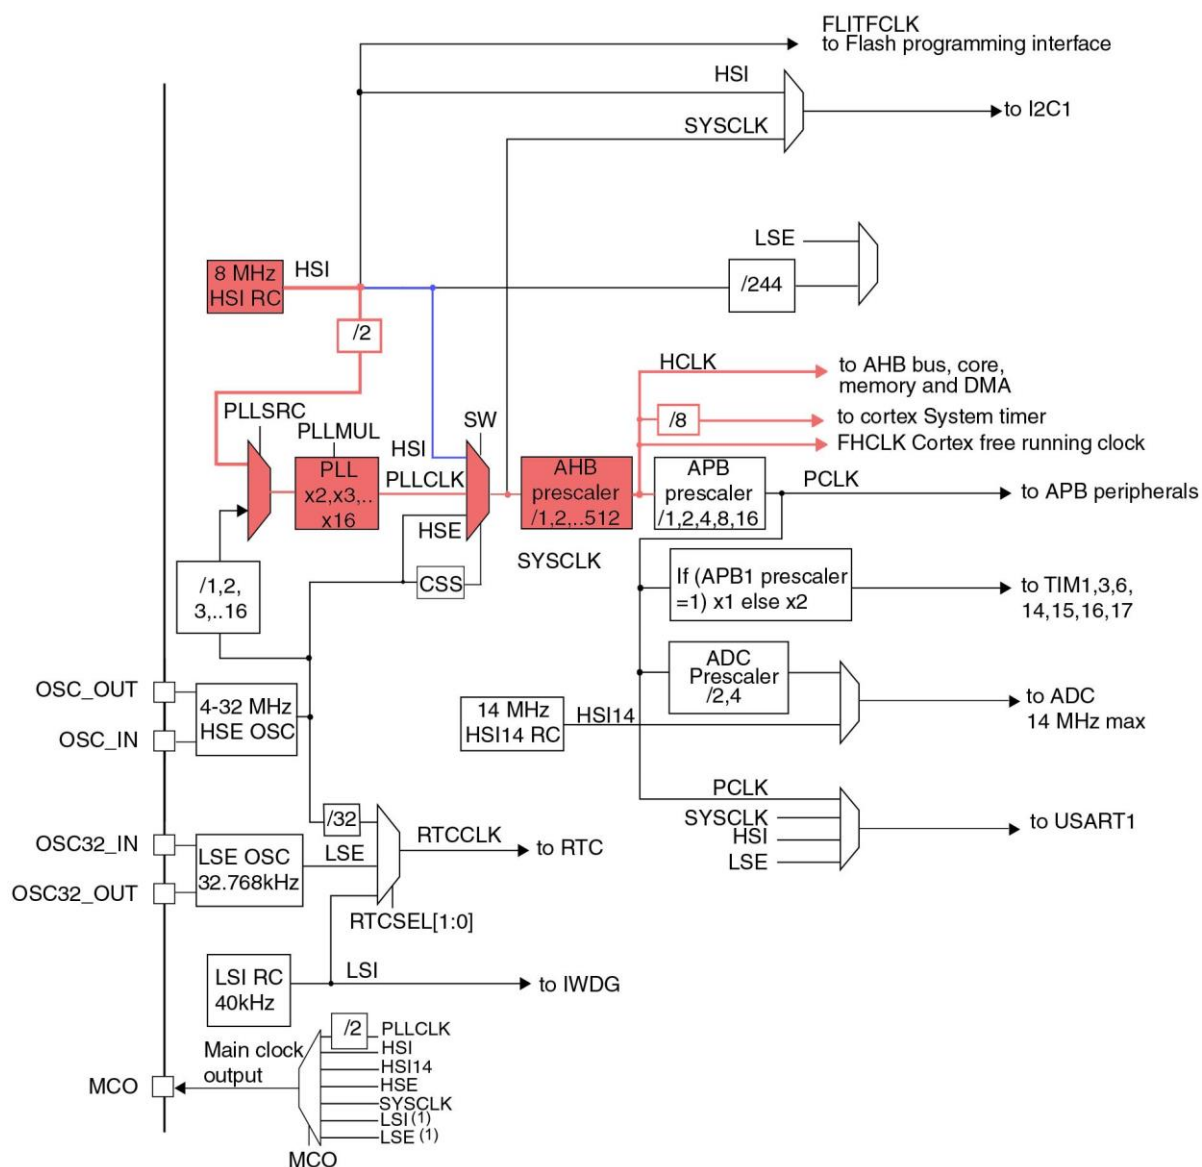 FLITFCLK
to Flash programming interface
HSI
to I2C1
SYSCLK
LSE
8 MHz
HSI RC
HSI
/244
/2
HCLK
to AHB bus, core,
memory and DMA
PLLSRC
SW
/8
to cortex System timer
PLLMUL
HSI
FHCLK Cortex free running clock
PLL
x2,x3,..
x16
PLLCLK
AHB
prescaler
/1,2,..512
APB
prescaler
/1,2,4,8,16
PCLK
to APB peripherals
HSE
SYSCLK
CSS
/1,2,
3,..16
If (APB1 prescaler
=1) x1 else x2
to TIM1,3,6,
14,15,16,17
OSC_OUT
OSC_IN
4-32 MHz
HSE OSC
ADC
Prescaler
/2,4
14 MHz
HSI14 RC
HSI14
to ADC
14 MHz max
/32
PCLK
SYSCLK
HSI
LSE
to USART1
OSC32_IN
OSC32_OUT
LSE OSC
32.768kHz
LSE
RTCCLK
to RTC
RTCSEL[1:0]
LSI RC
40kHz
LSI
to IWDG
/2
PLLCLK
HSI
HSI14
HSE
SYSCLK
LSI (1)
LSE (1)
Main clock
output
MCO
MCO